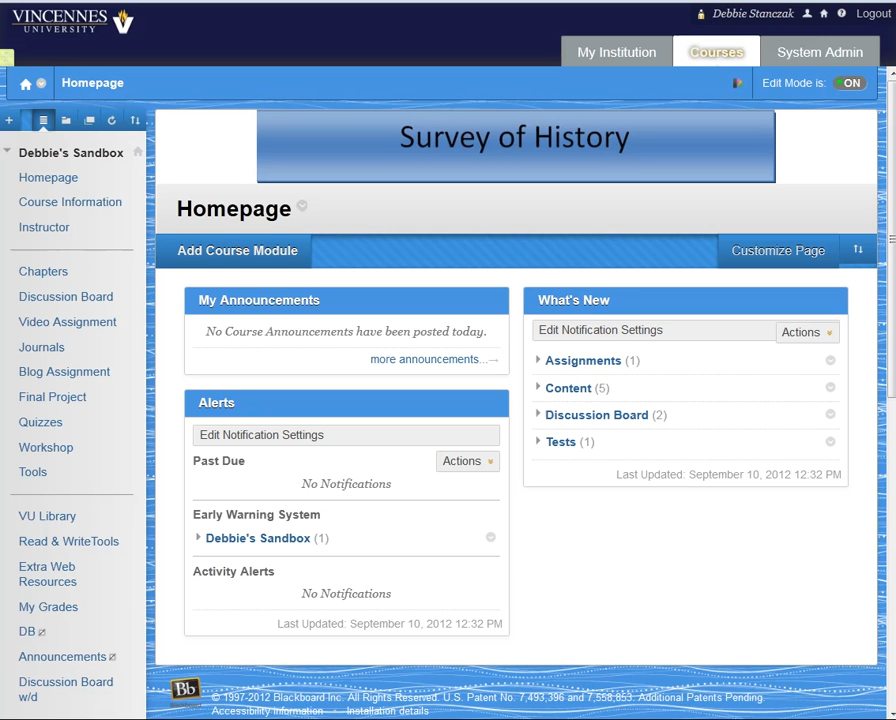 VINCENNES
UNIVERSITY
Debbie Stanczak
Logout
My Institution
Courses
System Admin
Homepage
Edit Mode is:
ON
Debbie's Sandbox
Homepage
Course Information
Instructor
Chapters
Discussion Board
Video Assignment
Journals
Blog Assignment
Final Project
Quizzes
Workshop
Tools
VU Library
Read & WriteTools
Extra Web
Resources
My Grades
DB
Announcements
Discussion Board
w/d
Survey of History
Homepage
Add Course Module
Customize Page
My Announcements
No Course Announcements have been posted today.
more announcements...→
Alerts
Edit Notification Settings
Past Due
Actions
No Notifications
Early Warning System
Debbie's Sandbox (1)
Activity Alerts
No Notifications
Last Updated: September 10, 2012 12:32 PM
What's New
Edit Notification Settings
Actions
Assignments (1)
Content (5)
Discussion Board (2)
Tests (1)
Last Updated: September 10, 2012 12:32 PM
Bb
© 1997-2012 Blackboard Inc. All Rights Reserved. U.S. Patent No. 7,493,396 and 7,558,853. Additional Patents Pending.
Accessibility Information · Installation details